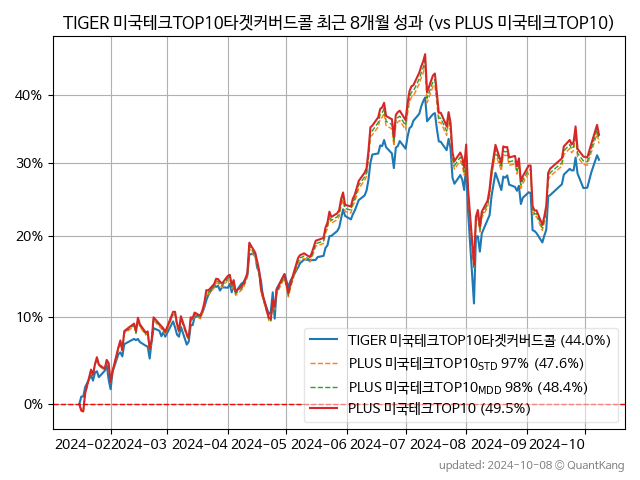 TIGER 미국테크TOP10타겟커버드콜 최근 8개월 성과 (vs PLUS 미국테크TOP10)
40%
30%
20%
10%
0%
TIGER 미국테크TOP10타겟커버드콜 (44.0%)
PLUS 미국테크TOP10STD 97% (47.6%)
PLUS 미국테크TOP10MDD 98% (48.4%)
PLUS 미국테크TOP10 (49.5%)
2024-02 2024-03 2024-04 2024-05 2024-06 2024-07 2024-08 2024-09 2024-10
updated: 2024-10-08 © QuantKang